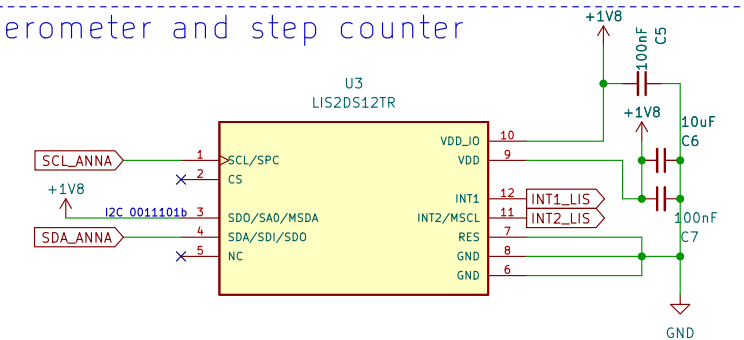 erometer and step counter
+1V8
100nF
C5
U3
LIS2DS12TR
+1V8
10uF
C6
VDD_IO
10
SCL_ANNA
1
SCL/SPC
VDD
9
2
CS
+1V8
INT1
12
INT1_LIS
I2C 0011101b
3
SDO/SA0/MSDA
INT2/MSCL
11
INT2_LIS
100nF
C7
SDA_ANNA
4
SDA/SDI/SDO
RES
7
5
NC
GND
8
GND
6
GND